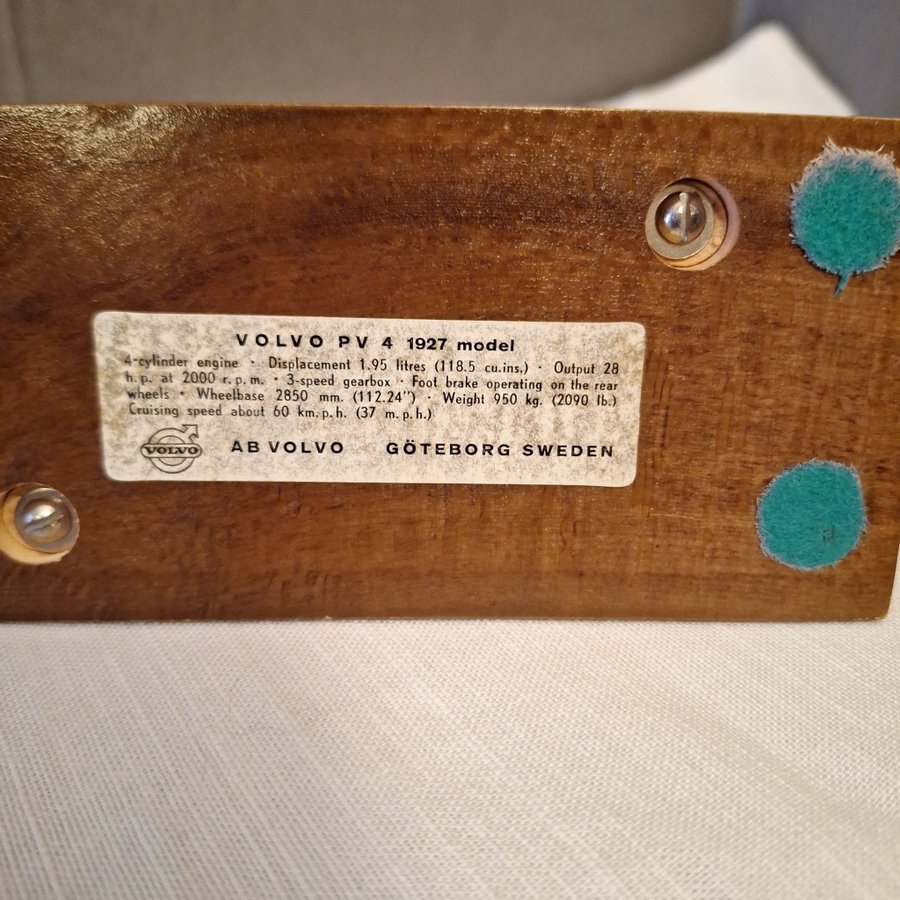 VOLVO PV 4 1927 model
4-cylinder engine · Displacement 1.95 litres (118.5 cu.ins.) · Output 28
h.p. at 2000 r.p.m. · 3-speed gearbox · Foot brake operating on the rear
wheels · Wheelbase 2850 mm. (112.24") · Weight 950 kg. (2090 lb.)
Cruising speed about 60 km.p.h. (37 m.p.h.)
VOLVO AB VOLVO GÖTEBORG SWEDEN